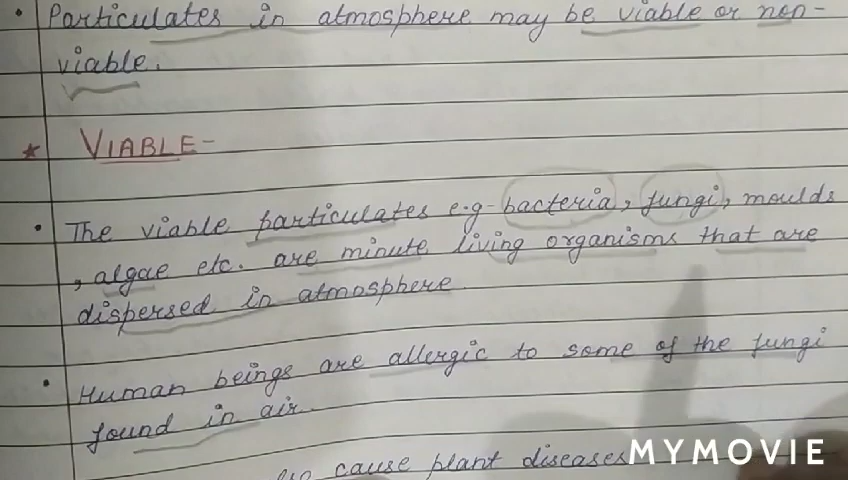 • Particulates in atmosphere may be viable or non-
viable.
* VIABLE-
• The viable particulates e.g- bacteria, fungi, moulds
, algae etc. are minute living organisms that are
dispersed in atmosphere
• Human beings are allergic to some of the fungi
found in air.
cause plant diseases
MYMOVIE